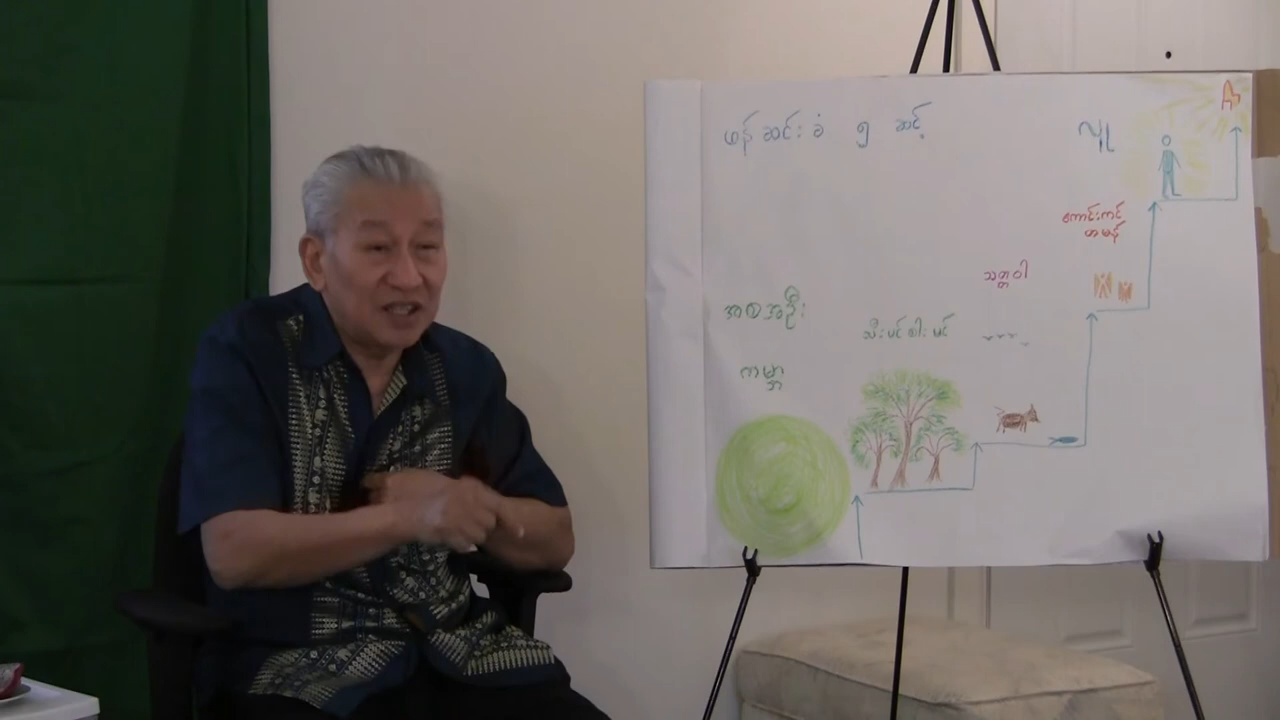 ဖန်ဆင်းခံ ၅ ဆင့်
လူ
ကောင်းကင်
တမန်
သတ္တဝါ
အစအဦး
သီးပင်စားပင်
ကမ္ဘာ